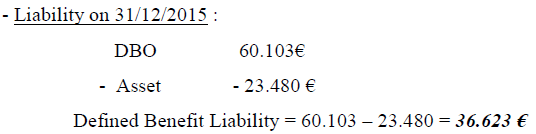 - Liability on 31/12/2015 :
DBO 60.103€
- Asset - 23.480 €
Defined Benefit Liability = 60.103 – 23.480 = 36.623 €